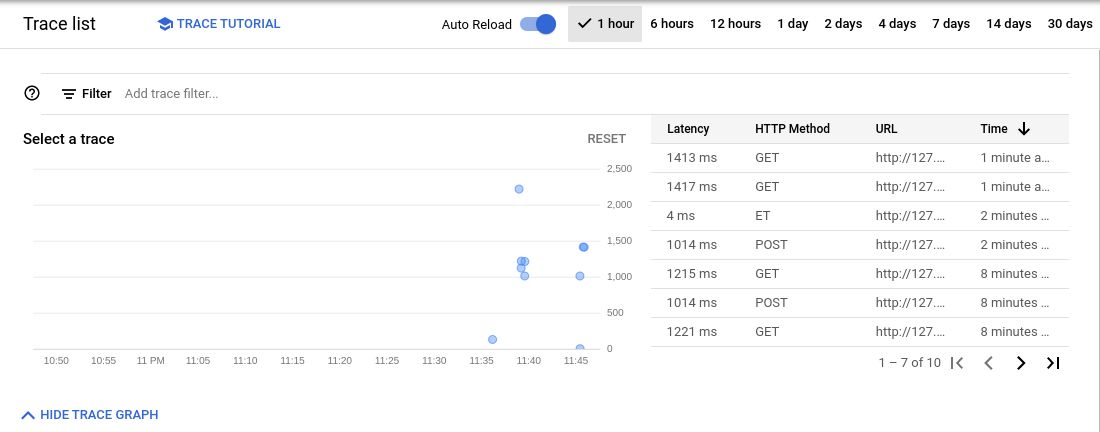 Trace list TRACE TUTORIAL Auto Reload 1 hour 6 hours 12 hours 1 day 2 days 4 days 7 days 14 days 30 days
Filter Add trace filter...
Select a trace RESET
2,500
2,000
1,500
1,000
500
0
10:50 10:55 11 PM 11:05 11:10 11:15 11:20 11:25 11:30 11:35 11:40 11:45
Latency HTTP Method URL Time
1413 ms GET http://127.... 1 minute a...
1417 ms GET http://127.... 1 minute a...
4 ms ET http://127.... 2 minutes ...
1014 ms POST http://127.... 2 minutes ...
1215 ms GET http://127.... 8 minutes ...
1014 ms POST http://127.... 8 minutes ...
1221 ms GET http://127.... 8 minutes ...
1 – 7 of 10
HIDE TRACE GRAPH